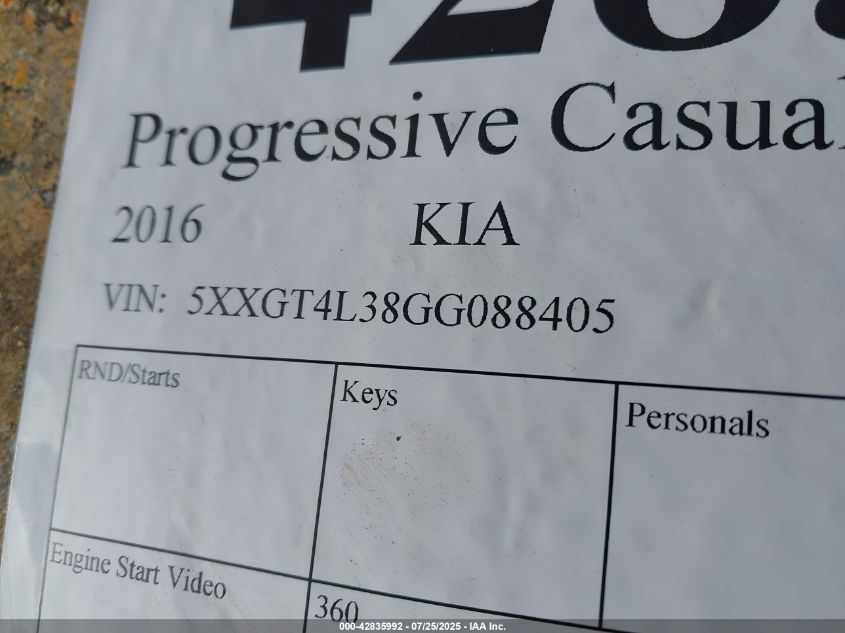 Progressive Casual
2016 KIA
VIN: 5XXGT4L38GG088405
RND/Starts Keys Personals
Engine Start Video 360
000-42835992 - 07/25/2025 - IAA Inc.